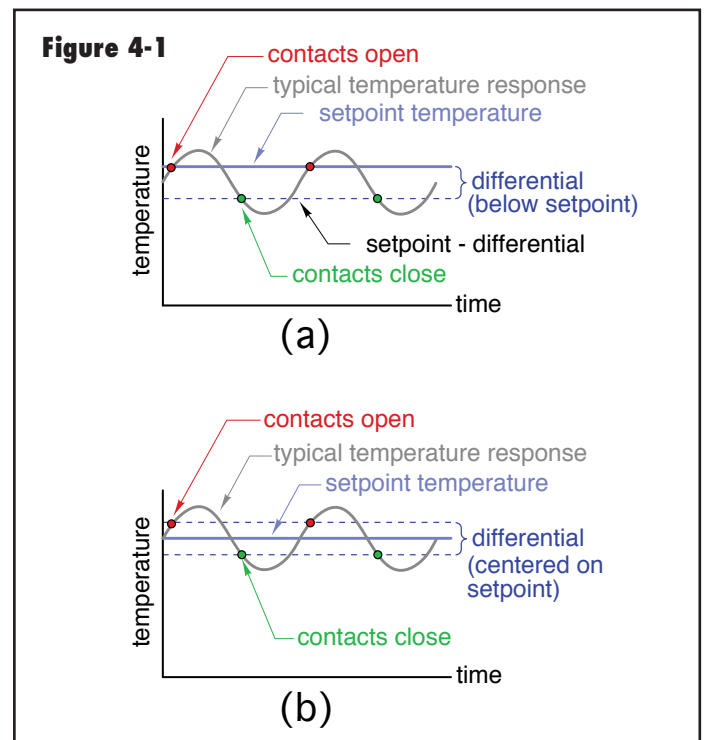 Figure 4-1
contacts open
typical temperature response
setpoint temperature
temperature
differential
(below setpoint)
setpoint - differential
contacts close
time
(a)
contacts open
typical temperature response
setpoint temperature
temperature
differential
(centered on
setpoint)
contacts close
time
(b)